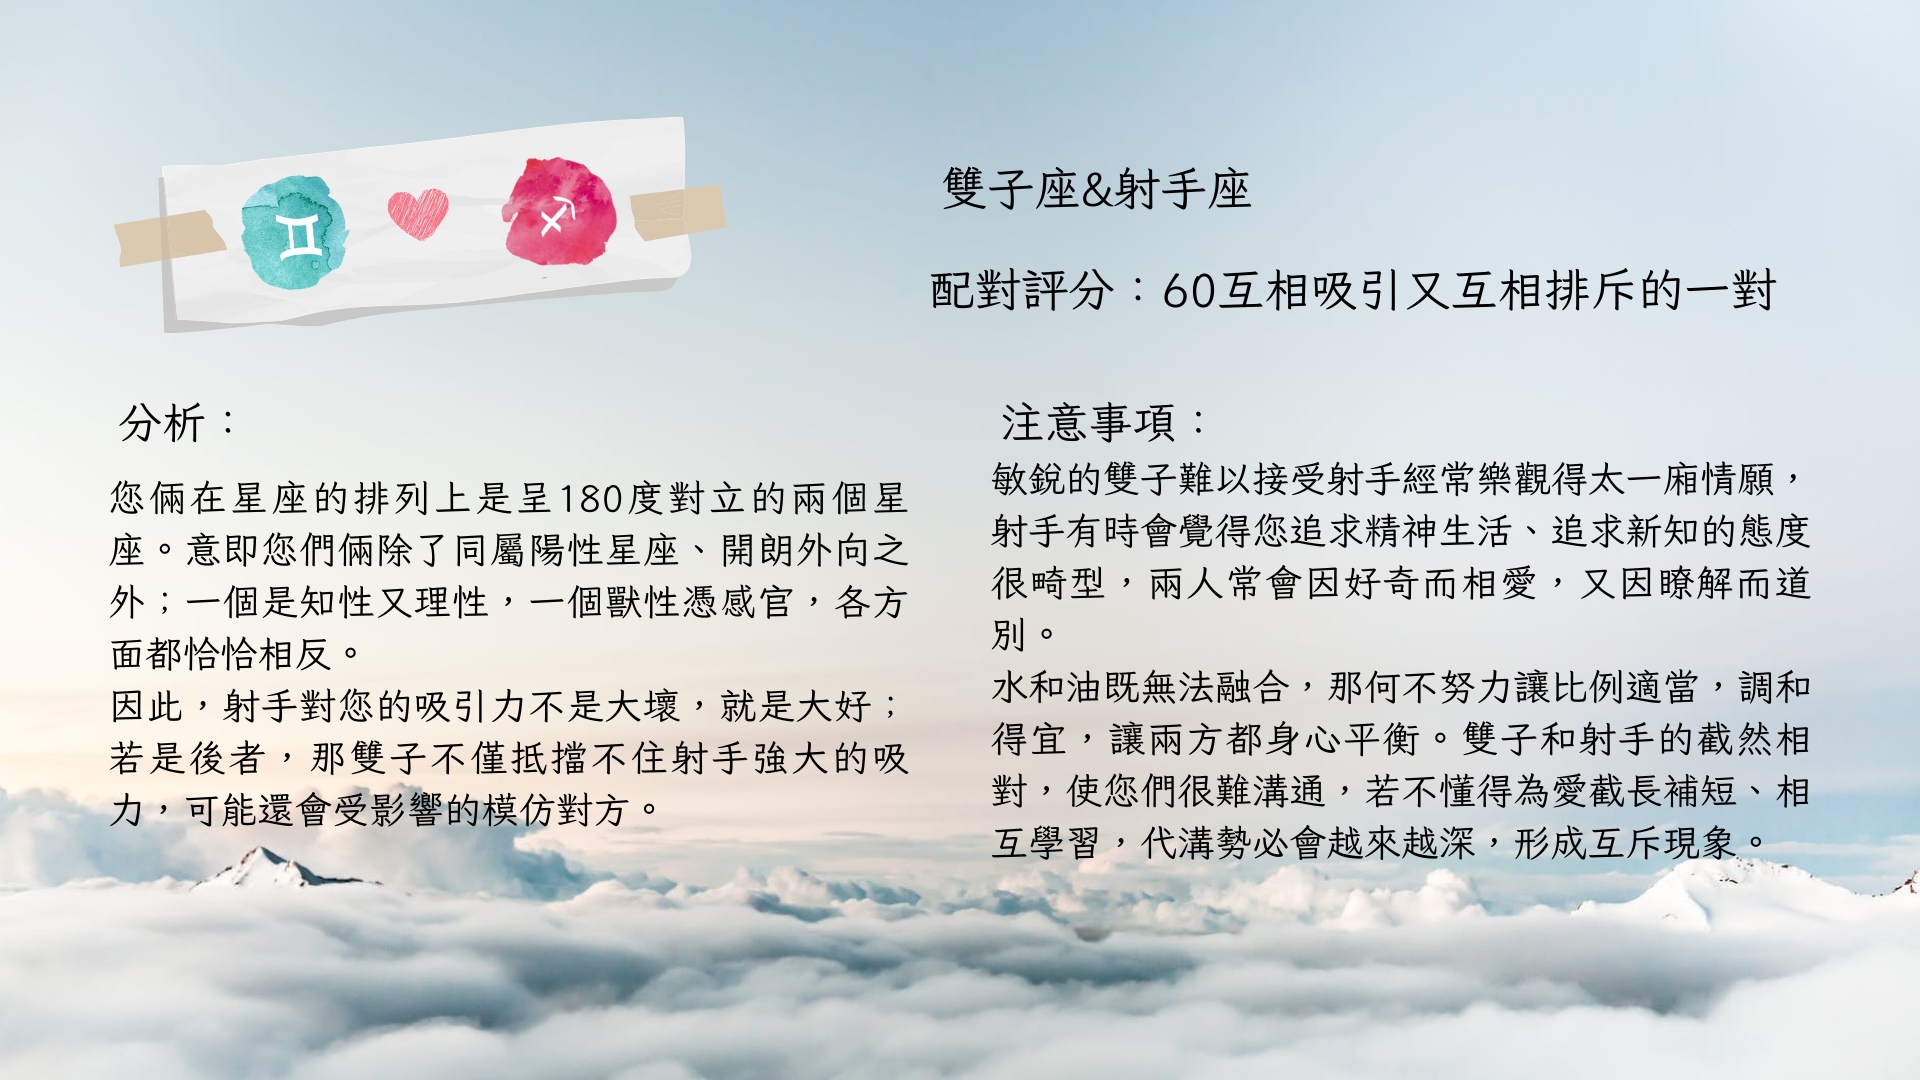 雙子座&射手座
配對評分：60互相吸引又互相排斥的一對
分析：
您倆在星座的排列上是呈180度對立的兩個星
座。意即您們倆除了同屬陽性星座、開朗外向之
外；一個是知性又理性，一個獸性憑感官，各方
面都恰恰相反。
因此，射手對您的吸引力不是大壞，就是大好；
若是後者，那雙子不僅抵擋不住射手強大的吸
力，可能還會受影響的模仿對方。
注意事項：
敏銳的雙子難以接受射手經常樂觀得太一廂情願，
射手有時會覺得您追求精神生活、追求新知的態度
很畸型，兩人常會因好奇而相愛，又因瞭解而道
別。
水和油既無法融合，那何不努力讓比例適當，調和
得宜，讓兩方都身心平衡。雙子和射手的截然相
對，使您們很難溝通，若不懂得為愛截長補短、相
互學習，代溝勢必會越來越深，形成互斥現象。